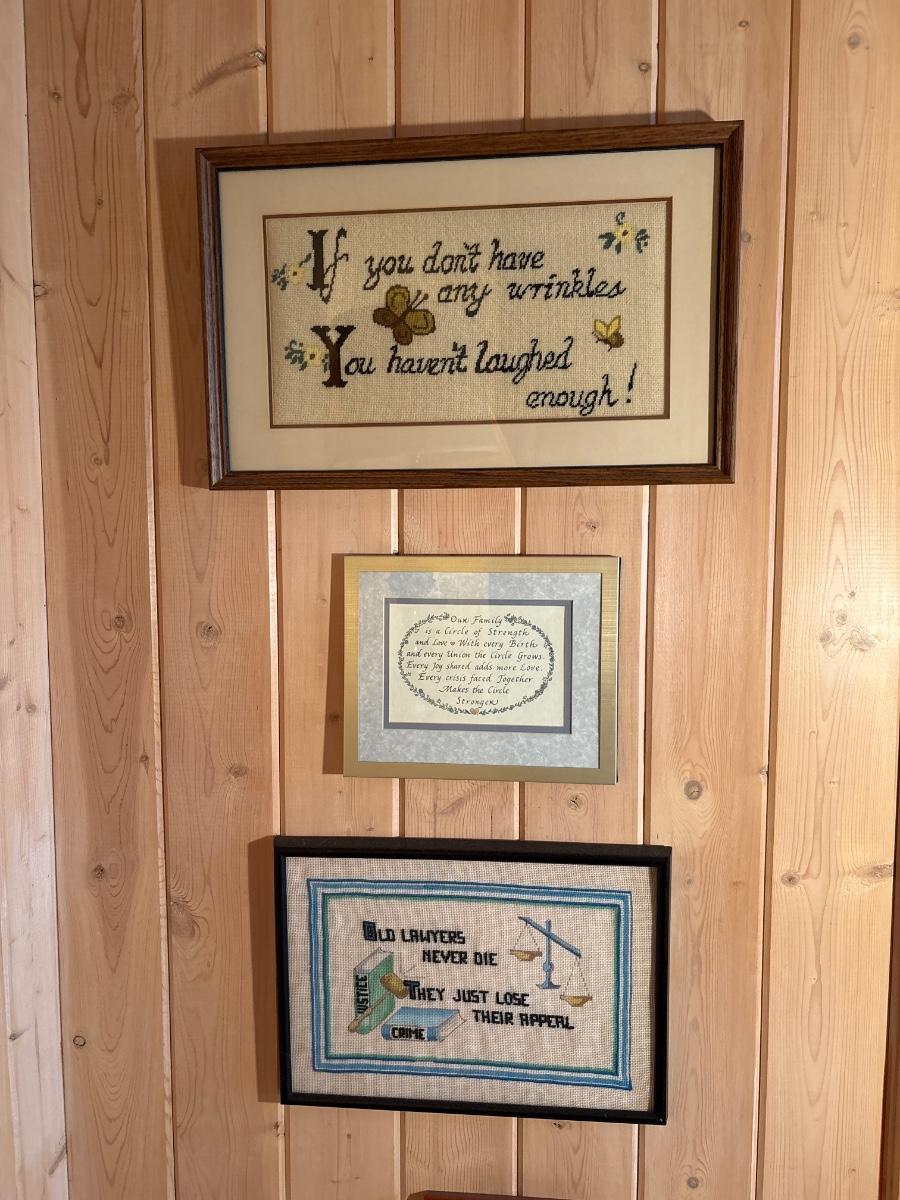 If you don't have
any wrinkles
You haven't laughed
enough!
Our Family
is a Circle of Strength
and Love With every Birth
and every Union the Circle Grows.
Every Joy shared adds more Love.
Every crisis faced Together
Makes the Circle
Stronger
OLD LAWYERS
NEVER DIE
JUSTICE
THEY JUST LOSE
THEIR APPEAL
CRIME